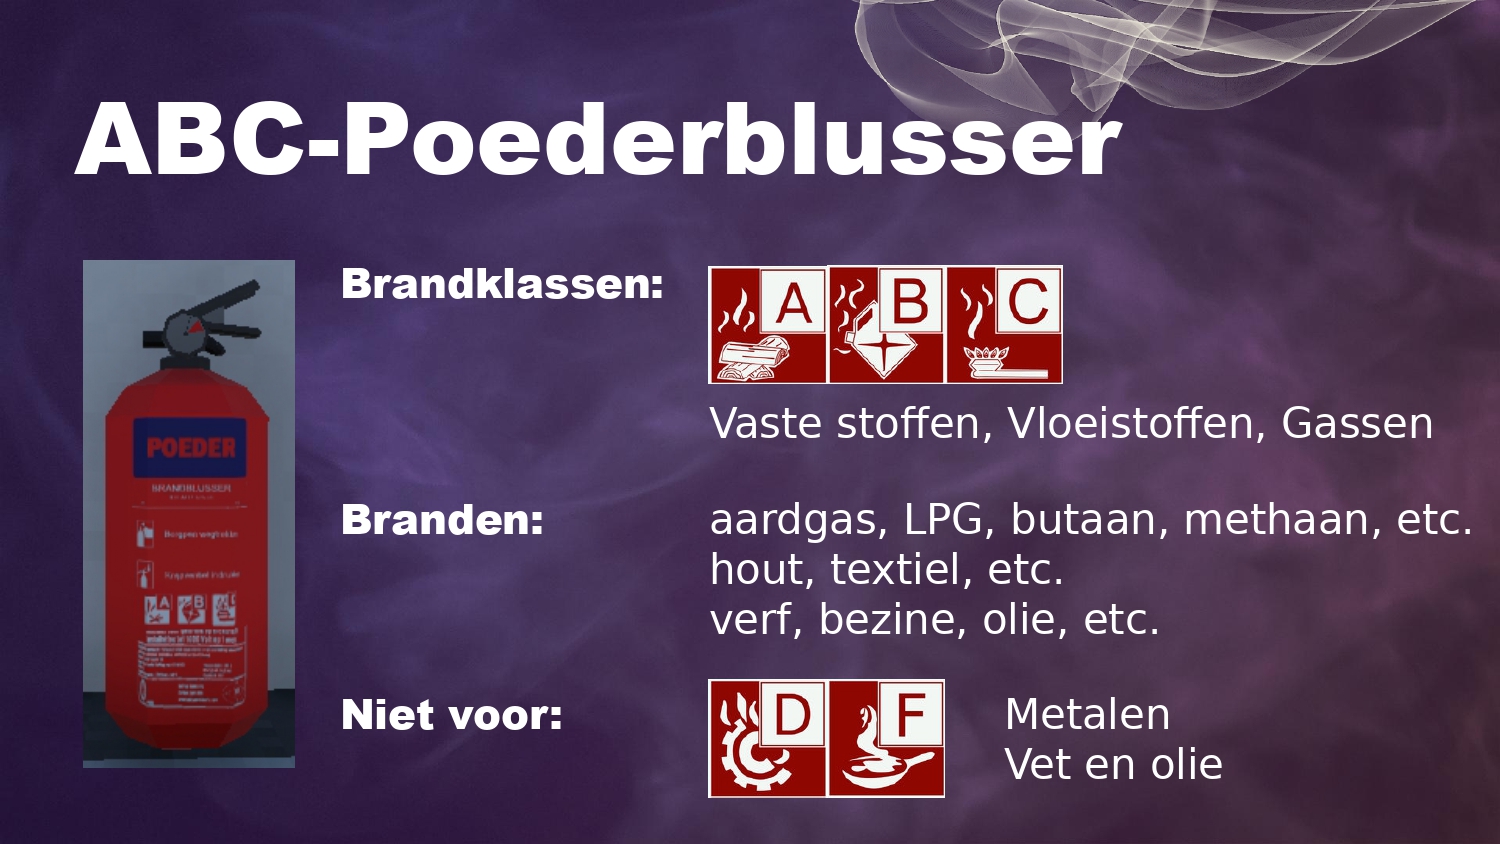 ABC-Poederblusser
POEDER
BRANDBLUSSER
A B
Brandklassen:
A B C
Vaste stoffen, Vloeistoffen, Gassen
Branden:
aardgas, LPG, butaan, methaan, etc.
hout, textiel, etc.
verf, bezine, olie, etc.
Niet voor:
D F
Metalen
Vet en olie